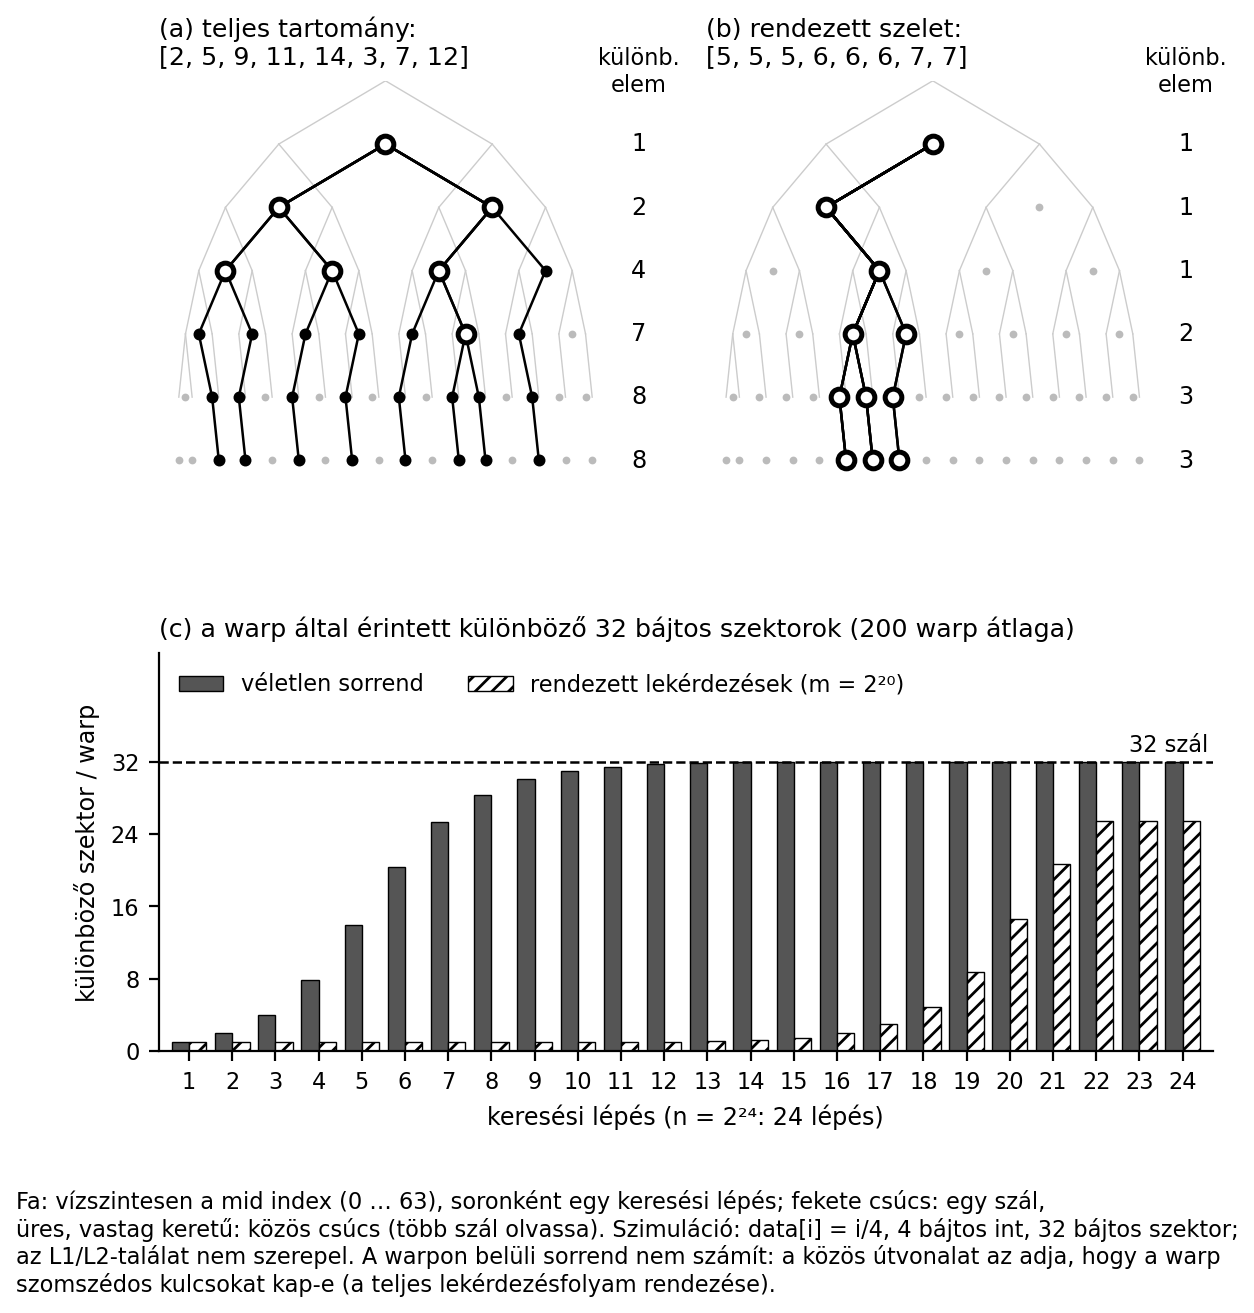 (a) teljes tartomány:
[2, 5, 9, 11, 14, 3, 7, 12]
különb.
elem
1
2
4
7
8
8
(b) rendezett szelet:
[5, 5, 5, 6, 6, 6, 7, 7]
különb.
elem
1
1
1
2
3
3
(c) a warp által érintett különböző 32 bájtos szektorok (200 warp átlaga)
véletlen sorrend
rendezett lekérdezések (m = 2²⁰)
32 szál
különböző szektor / warp
32
24
16
8
0
1 2 3 4 5 6 7 8 9 10 11 12 13 14 15 16 17 18 19 20 21 22 23 24
keresési lépés (n = 2²⁴: 24 lépés)
Fa: vízszintesen a mid index (0 … 63), soronként egy keresési lépés; fekete csúcs: egy szál,
üres, vastag keretű: közös csúcs (több szál olvassa). Szimuláció: data[i] = i/4, 4 bájtos int, 32 bájtos szektor;
az L1/L2-találat nem szerepel. A warpon belüli sorrend nem számít: a közös útvonalat az adja, hogy a warp
szomszédos kulcsokat kap-e (a teljes lekérdezésfolyam rendezése).